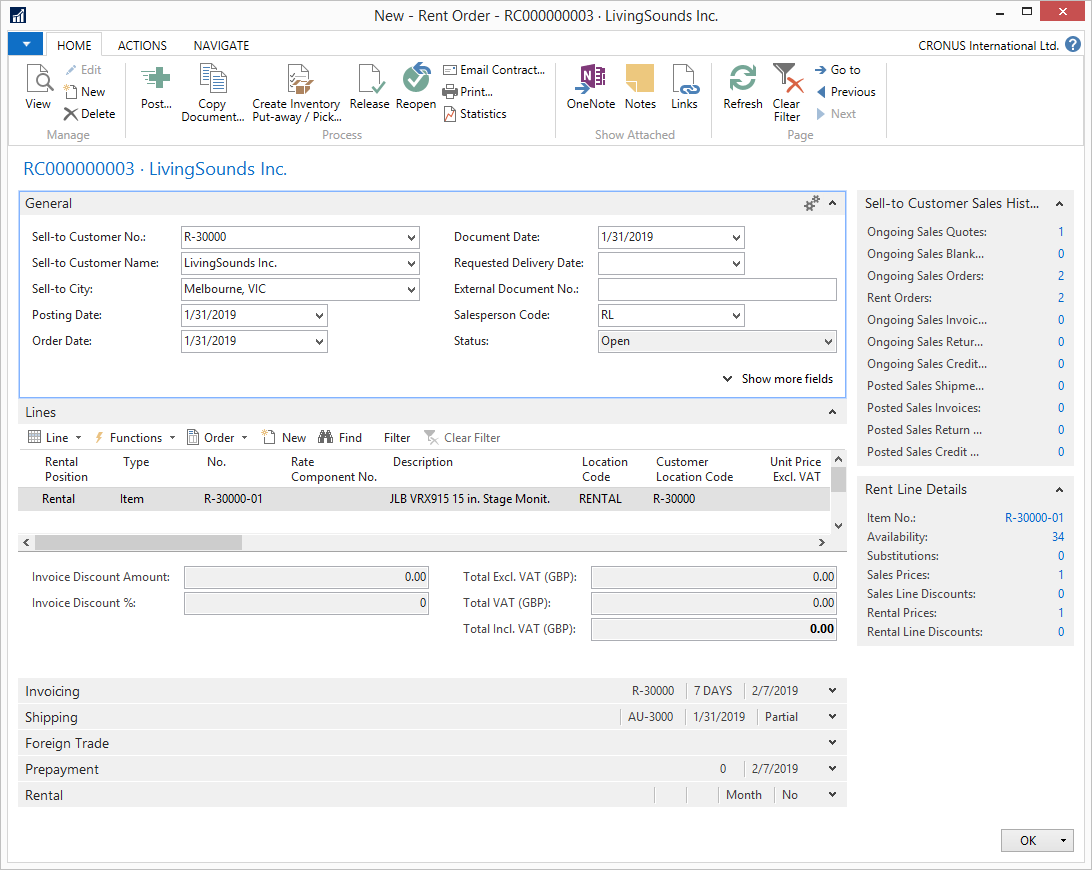 New - Rent Order - RC000000003 · LivingSounds Inc.
HOME ACTIONS NAVIGATE CRONUS International Ltd. ?
View Edit New Delete
Manage
Post... Copy Document... Create Inventory Put-away / Pick... Release Reopen Email Contract... Print... Statistics
Process
OneNote Notes Links
Show Attached
Refresh Clear Filter Go to Previous Next
Page
RC000000003 · LivingSounds Inc.
General
Sell-to Customer No.: R-30000
Sell-to Customer Name: LivingSounds Inc.
Sell-to City: Melbourne, VIC
Posting Date: 1/31/2019
Order Date: 1/31/2019
Document Date: 1/31/2019
Requested Delivery Date:
External Document No.:
Salesperson Code: RL
Status: Open
Show more fields
Lines
Line Functions Order New Find Filter Clear Filter
Rental Position Type No. Rate Component No. Description Location Code Customer Location Code Unit Price Excl. VAT
Rental Item R-30000-01 JLB VRX915 15 in. Stage Monit. RENTAL R-30000
Invoice Discount Amount: 0.00
Invoice Discount %: 0
Total Excl. VAT (GBP): 0.00
Total VAT (GBP): 0.00
Total Incl. VAT (GBP): 0.00
Invoicing R-30000 7 DAYS 2/7/2019
Shipping AU-3000 1/31/2019 Partial
Foreign Trade
Prepayment 0 2/7/2019
Rental Month No
Sell-to Customer Sales Hist...
Ongoing Sales Quotes: 1
Ongoing Sales Blank... 0
Ongoing Sales Orders: 2
Rent Orders: 2
Ongoing Sales Invoic... 0
Ongoing Sales Retur... 0
Ongoing Sales Credit... 0
Posted Sales Shipme... 0
Posted Sales Invoices: 0
Posted Sales Return ... 0
Posted Sales Credit ... 0
Rent Line Details
Item No.: R-30000-01
Availability: 34
Substitutions: 0
Sales Prices: 1
Sales Line Discounts: 0
Rental Prices: 1
Rental Line Discounts: 0
OK